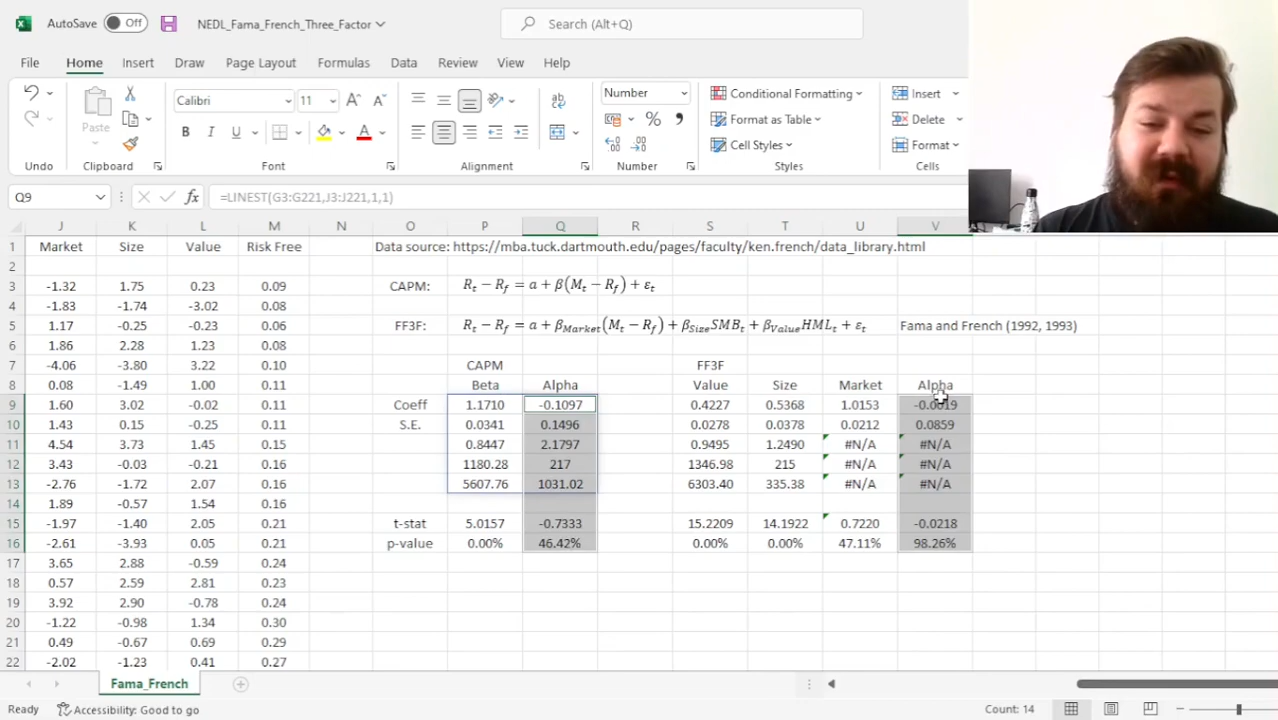 AutoSave Off NEDL_Fama_French_Three_Factor Search (Alt+Q)
File Home Insert Draw Page Layout Formulas Data Review View Help
Calibri 11 Number Conditional Formatting Insert
Paste B I U A Format as Table Delete
Cell Styles Format
Undo Clipboard Font Alignment Number Styles Cells
Q9 fx =LINEST(G3:G221,J3:J221,1,1)
J K L M N O P Q R S T U V
1 Market Size Value Risk Free Data source: https://mba.tuck.dartmouth.edu/pages/faculty/ken.french/data_library.html
2
3 -1.32 1.75 0.23 0.09 CAPM: R_t − R_f = a + β(M_t − R_f) + ε_t
4 -1.83 -1.74 -3.02 0.08
5 1.17 -0.25 -0.23 0.06 FF3F: R_t − R_f = a + β_Market(M_t − R_f) + β_Size SMB_t + β_Value HML_t + ε_t Fama and French (1992, 1993)
6 1.86 2.28 1.23 0.08
7 -4.06 -3.80 3.22 0.10 CAPM FF3F
8 0.08 -1.49 1.00 0.11 Beta Alpha Value Size Market Alpha
9 1.60 3.02 -0.02 0.11 Coeff 1.1710 -0.1097 0.4227 0.5368 1.0153 -0.0019
10 1.43 0.15 -0.25 0.11 S.E. 0.0341 0.1496 0.0278 0.0378 0.0212 0.0859
11 4.54 3.73 1.45 0.15 0.8447 2.1797 0.9495 1.2490 #N/A #N/A
12 3.43 -0.03 -0.21 0.16 1180.28 217 1346.98 215 #N/A #N/A
13 -2.76 -1.72 2.07 0.16 5607.76 1031.02 6303.40 335.38 #N/A #N/A
14 1.89 -0.57 1.54 0.16
15 -1.97 -1.40 2.05 0.21 t-stat 5.0157 -0.7333 15.2209 14.1922 0.7220 -0.0218
16 -2.61 -3.93 0.05 0.21 p-value 0.00% 46.42% 0.00% 0.00% 47.11% 98.26%
17 3.65 2.88 -0.59 0.24
18 0.57 2.59 2.81 0.23
19 3.92 2.90 -0.78 0.24
20 -1.22 -0.98 1.34 0.30
21 0.49 -0.67 0.69 0.29
22 -2.02 -1.23 0.41 0.27
Fama_French
Ready Accessibility: Good to go Count: 14